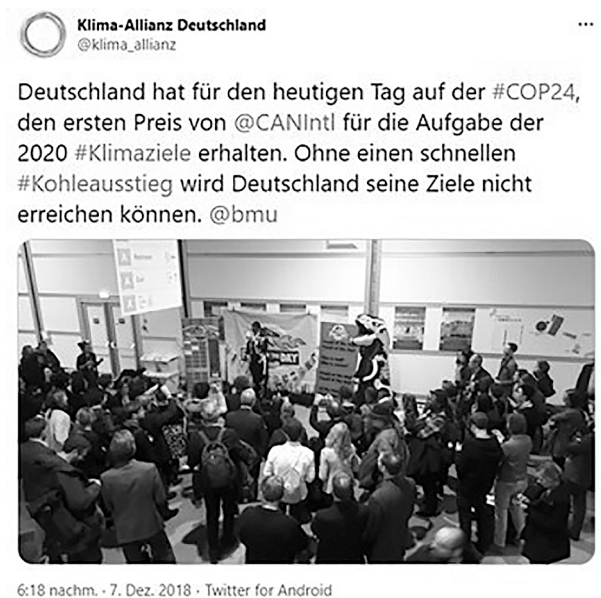 Klima-Allianz Deutschland
@klima_allianz
Deutschland hat für den heutigen Tag auf der #COP24,
den ersten Preis von @CANIntl für die Aufgabe der
2020 #Klimaziele erhalten. Ohne einen schnellen
#Kohleausstieg wird Deutschland seine Ziele nicht
erreichen können. @bmu
DAY
6:18 nachm. · 7. Dez. 2018 · Twitter for Android